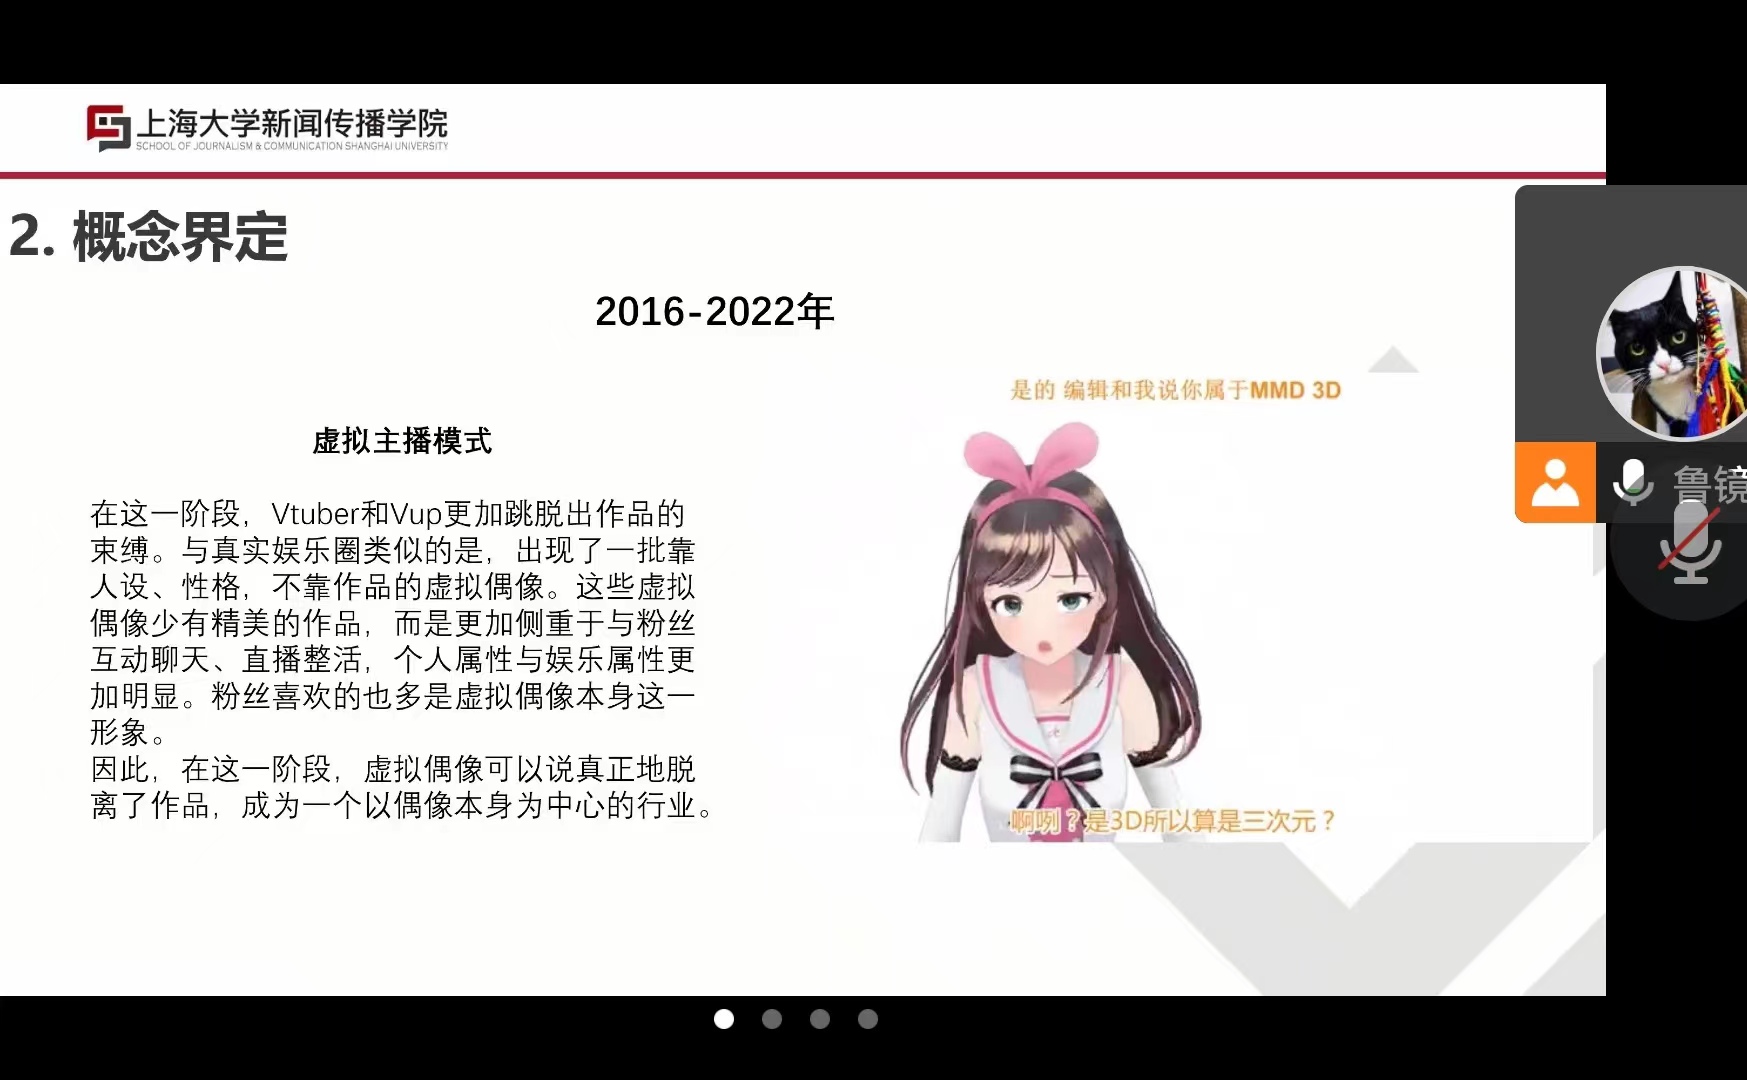 上海大学新闻传播学院
SCHOOL OF JOURNALISM & COMMUNICATION SHANGHAI UNIVERSITY
2. 概念界定
2016-2022年
虚拟主播模式
在这一阶段，Vtuber和Vup更加跳脱出作品的
束缚。与真实娱乐圈类似的是，出现了一批靠
人设、性格，不靠作品的虚拟偶像。这些虚拟
偶像少有精美的作品，而是更加侧重于与粉丝
互动聊天、直播整活，个人属性与娱乐属性更
加明显。粉丝喜欢的也多是虚拟偶像本身这一
形象。
因此，在这一阶段，虚拟偶像可以说真正地脱
离了作品，成为一个以偶像本身为中心的行业。
是的 编辑和我说你属于MMD 3D
啊咧？是3D所以算是三次元？
鲁镜